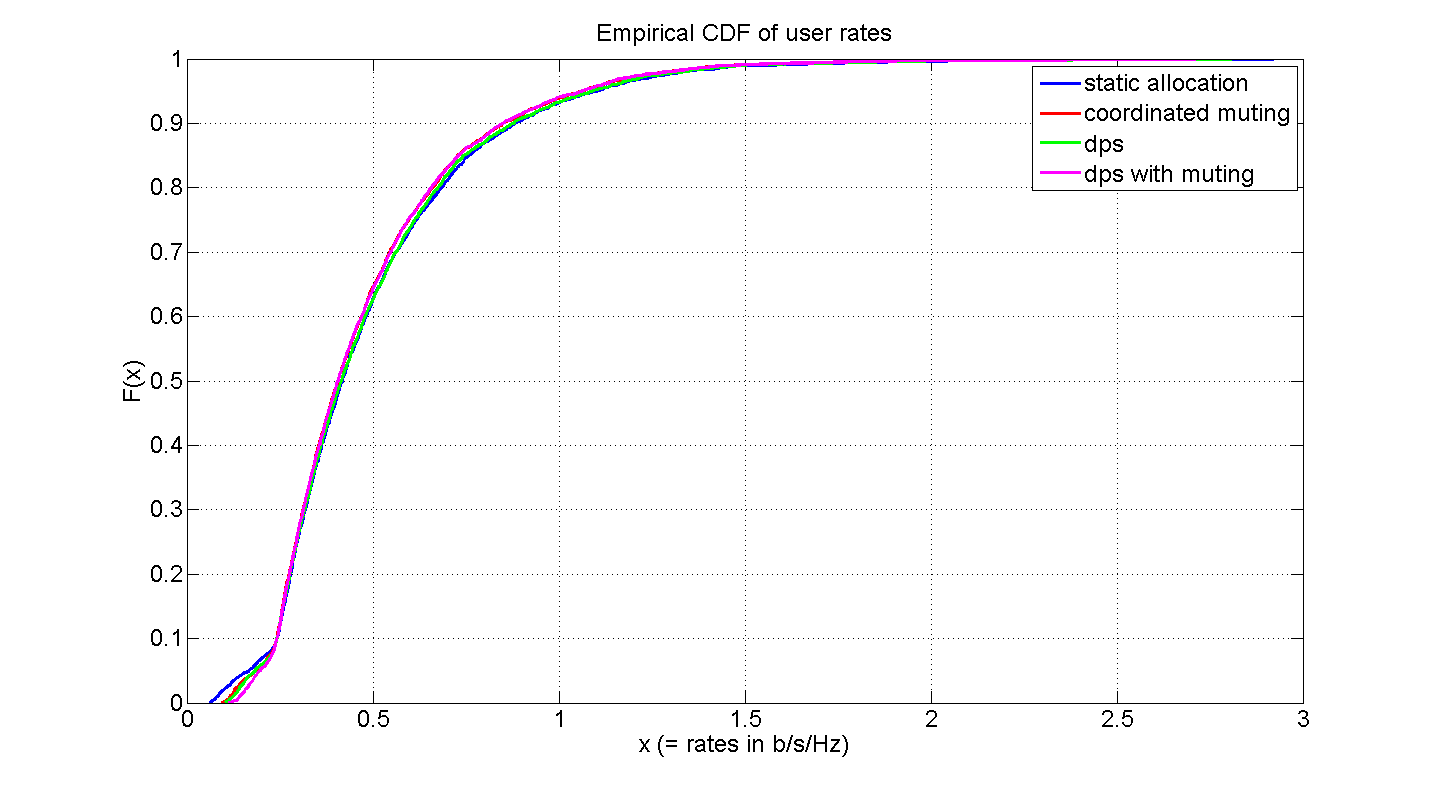 Empirical CDF of user rates
1
0.9
0.8
0.7
0.6
0.5
0.4
0.3
0.2
0.1
0
F(x)
static allocation
coordinated muting
dps
dps with muting
0 0.5 1 1.5 2 2.5 3
x (= rates in b/s/Hz)